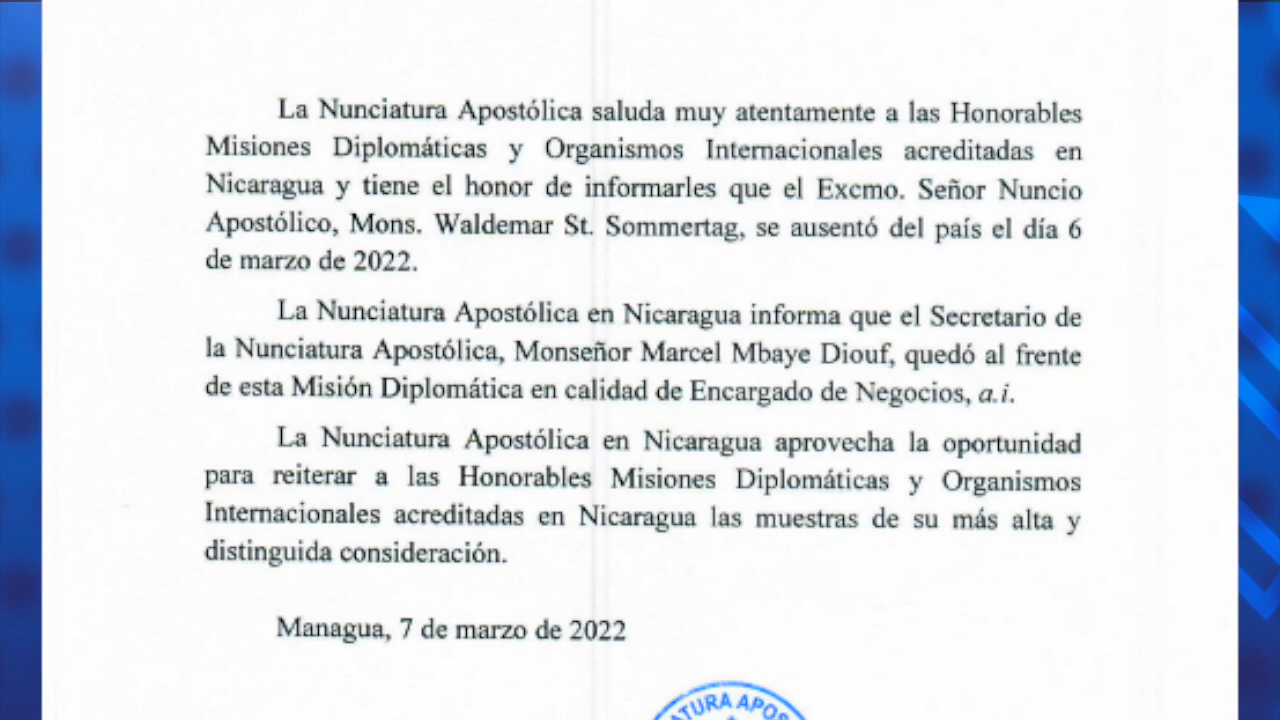 La Nunciatura Apostólica saluda muy atentamente a las Honorables
Misiones Diplomáticas y Organismos Internacionales acreditadas en
Nicaragua y tiene el honor de informarles que el Excmo. Señor Nuncio
Apostólico, Mons. Waldemar St. Sommertag, se ausentó del país el día 6
de marzo de 2022.
La Nunciatura Apostólica en Nicaragua informa que el Secretario de
la Nunciatura Apostólica, Monseñor Marcel Mbaye Diouf, quedó al frente
de esta Misión Diplomática en calidad de Encargado de Negocios, a.i.
La Nunciatura Apostólica en Nicaragua aprovecha la oportunidad
para reiterar a las Honorables Misiones Diplomáticas y Organismos
Internacionales acreditadas en Nicaragua las muestras de su más alta y
distinguida consideración.
Managua, 7 de marzo de 2022